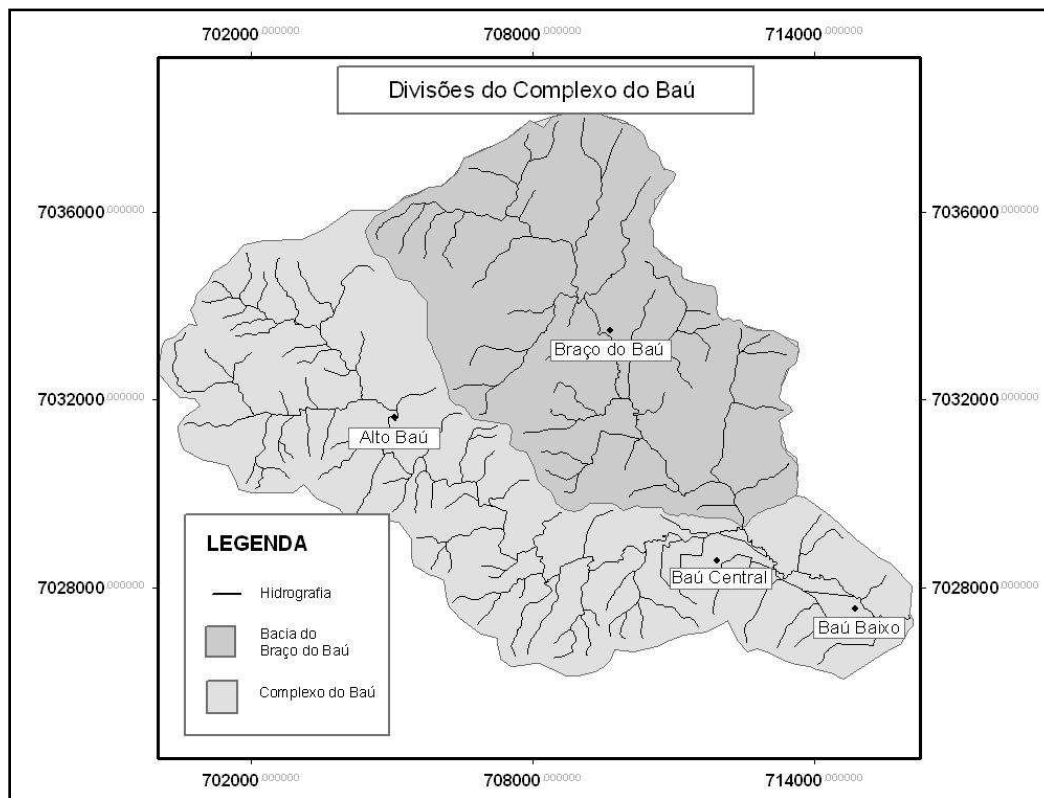 702000.000000 708000.000000 714000.000000
Divisões do Complexo do Baú
7036000.000000 7036000.000000
Braço do Baú
7032000.000000 7032000.000000
Alto Baú
LEGENDA
Hidrografia
Bacia do
Braço do Baú
Complexo do Baú
Baú Central
7028000.000000 7028000.000000
Baú Baixo
702000.000000 708000.000000 714000.000000